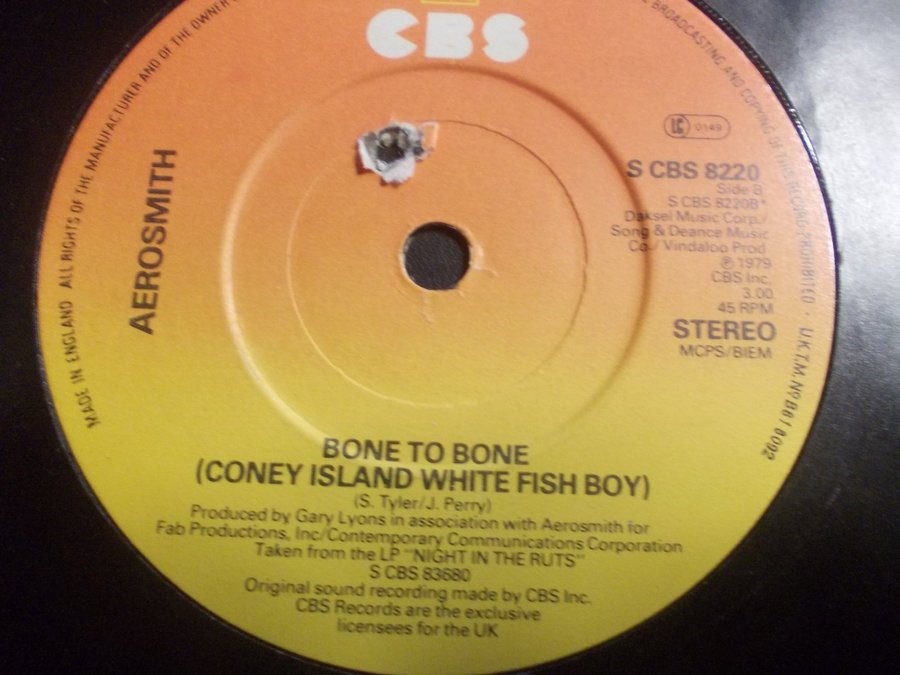 CBS
MADE IN ENGLAND ALL RIGHTS OF THE MANUFACTURER AND OF THE OWNER
BROADCASTING AND COPYING OF THIS RECORD PROHIBITED · U.K.T.M. Nº B618092
AEROSMITH
LC 0149
S CBS 8220
Side B
S CBS 8220B*
Daksel Music Corp./
Song & Deance Music
Co./ Vindaloo Prod
℗ 1979
CBS Inc.
3.00
45 RPM
STEREO
MCPS/BIEM
BONE TO BONE
(CONEY ISLAND WHITE FISH BOY)
(S. Tyler/J. Perry)
Produced by Gary Lyons in association with Aerosmith for
Fab Productions, Inc/Contemporary Communications Corporation
Taken from the LP "NIGHT IN THE RUTS"
S CBS 83680
Original sound recording made by CBS Inc.
CBS Records are the exclusive
licensees for the UK